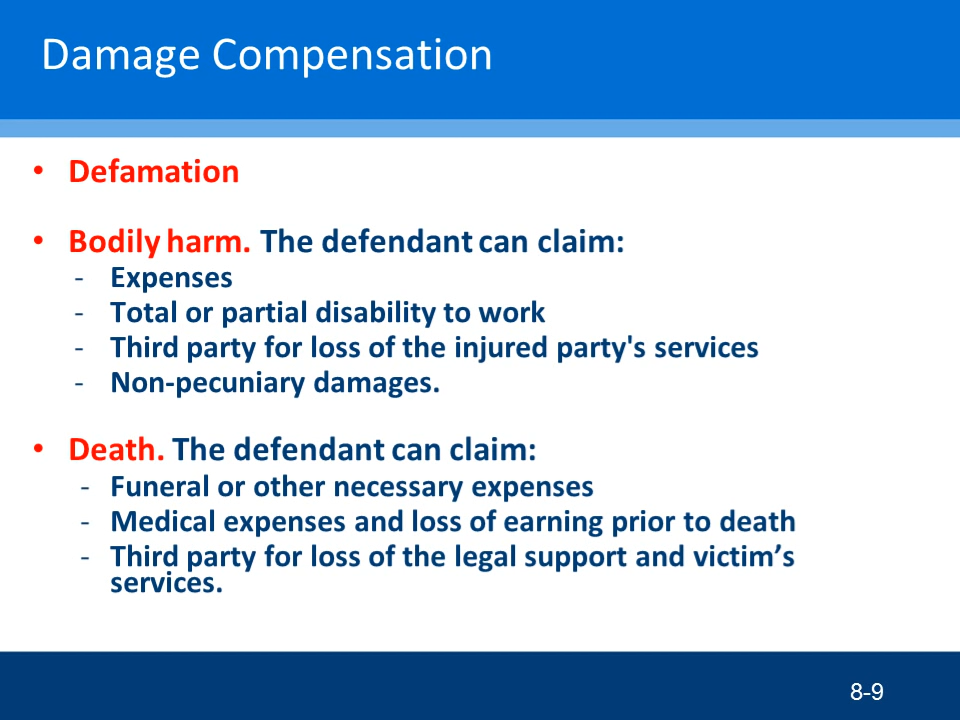 Damage Compensation
• Defamation
• Bodily harm. The defendant can claim:
- Expenses
- Total or partial disability to work
- Third party for loss of the injured party's services
- Non-pecuniary damages.
• Death. The defendant can claim:
- Funeral or other necessary expenses
- Medical expenses and loss of earning prior to death
- Third party for loss of the legal support and victim’s
services.
8-9